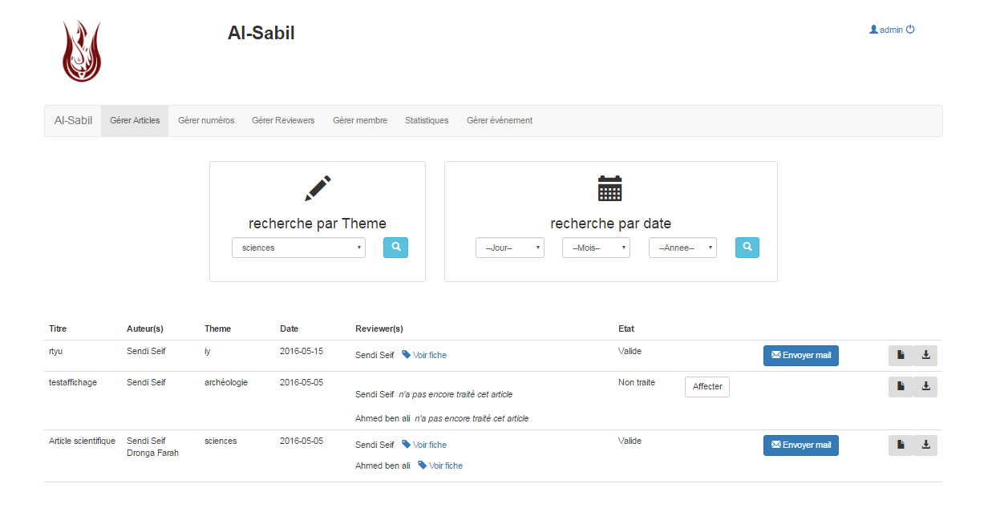 Al-Sabil
admin
Al-Sabil Gérer Articles Gérer numéros Gérer Reviewers Gérer membre Statistiques Gérer événement
recherche par Theme
sciences
recherche par date
--Jour-- --Mois-- --Annee--
Titre Auteur(s) Theme Date Reviewer(s) Etat
rtyu Sendi Seif iy 2016-05-15 Sendi Seif Voir fiche Valide Envoyer mail
testaffichage Sendi Seif archéologie 2016-05-05 Non traite Affecter
Sendi Seif n'a pas encore traité cet article
Ahmed ben ali n'a pas encore traité cet article
Article scientifique Sendi Seif sciences 2016-05-05 Sendi Seif Voir fiche Valide Envoyer mail
Dronga Farah
Ahmed ben ali Voir fiche